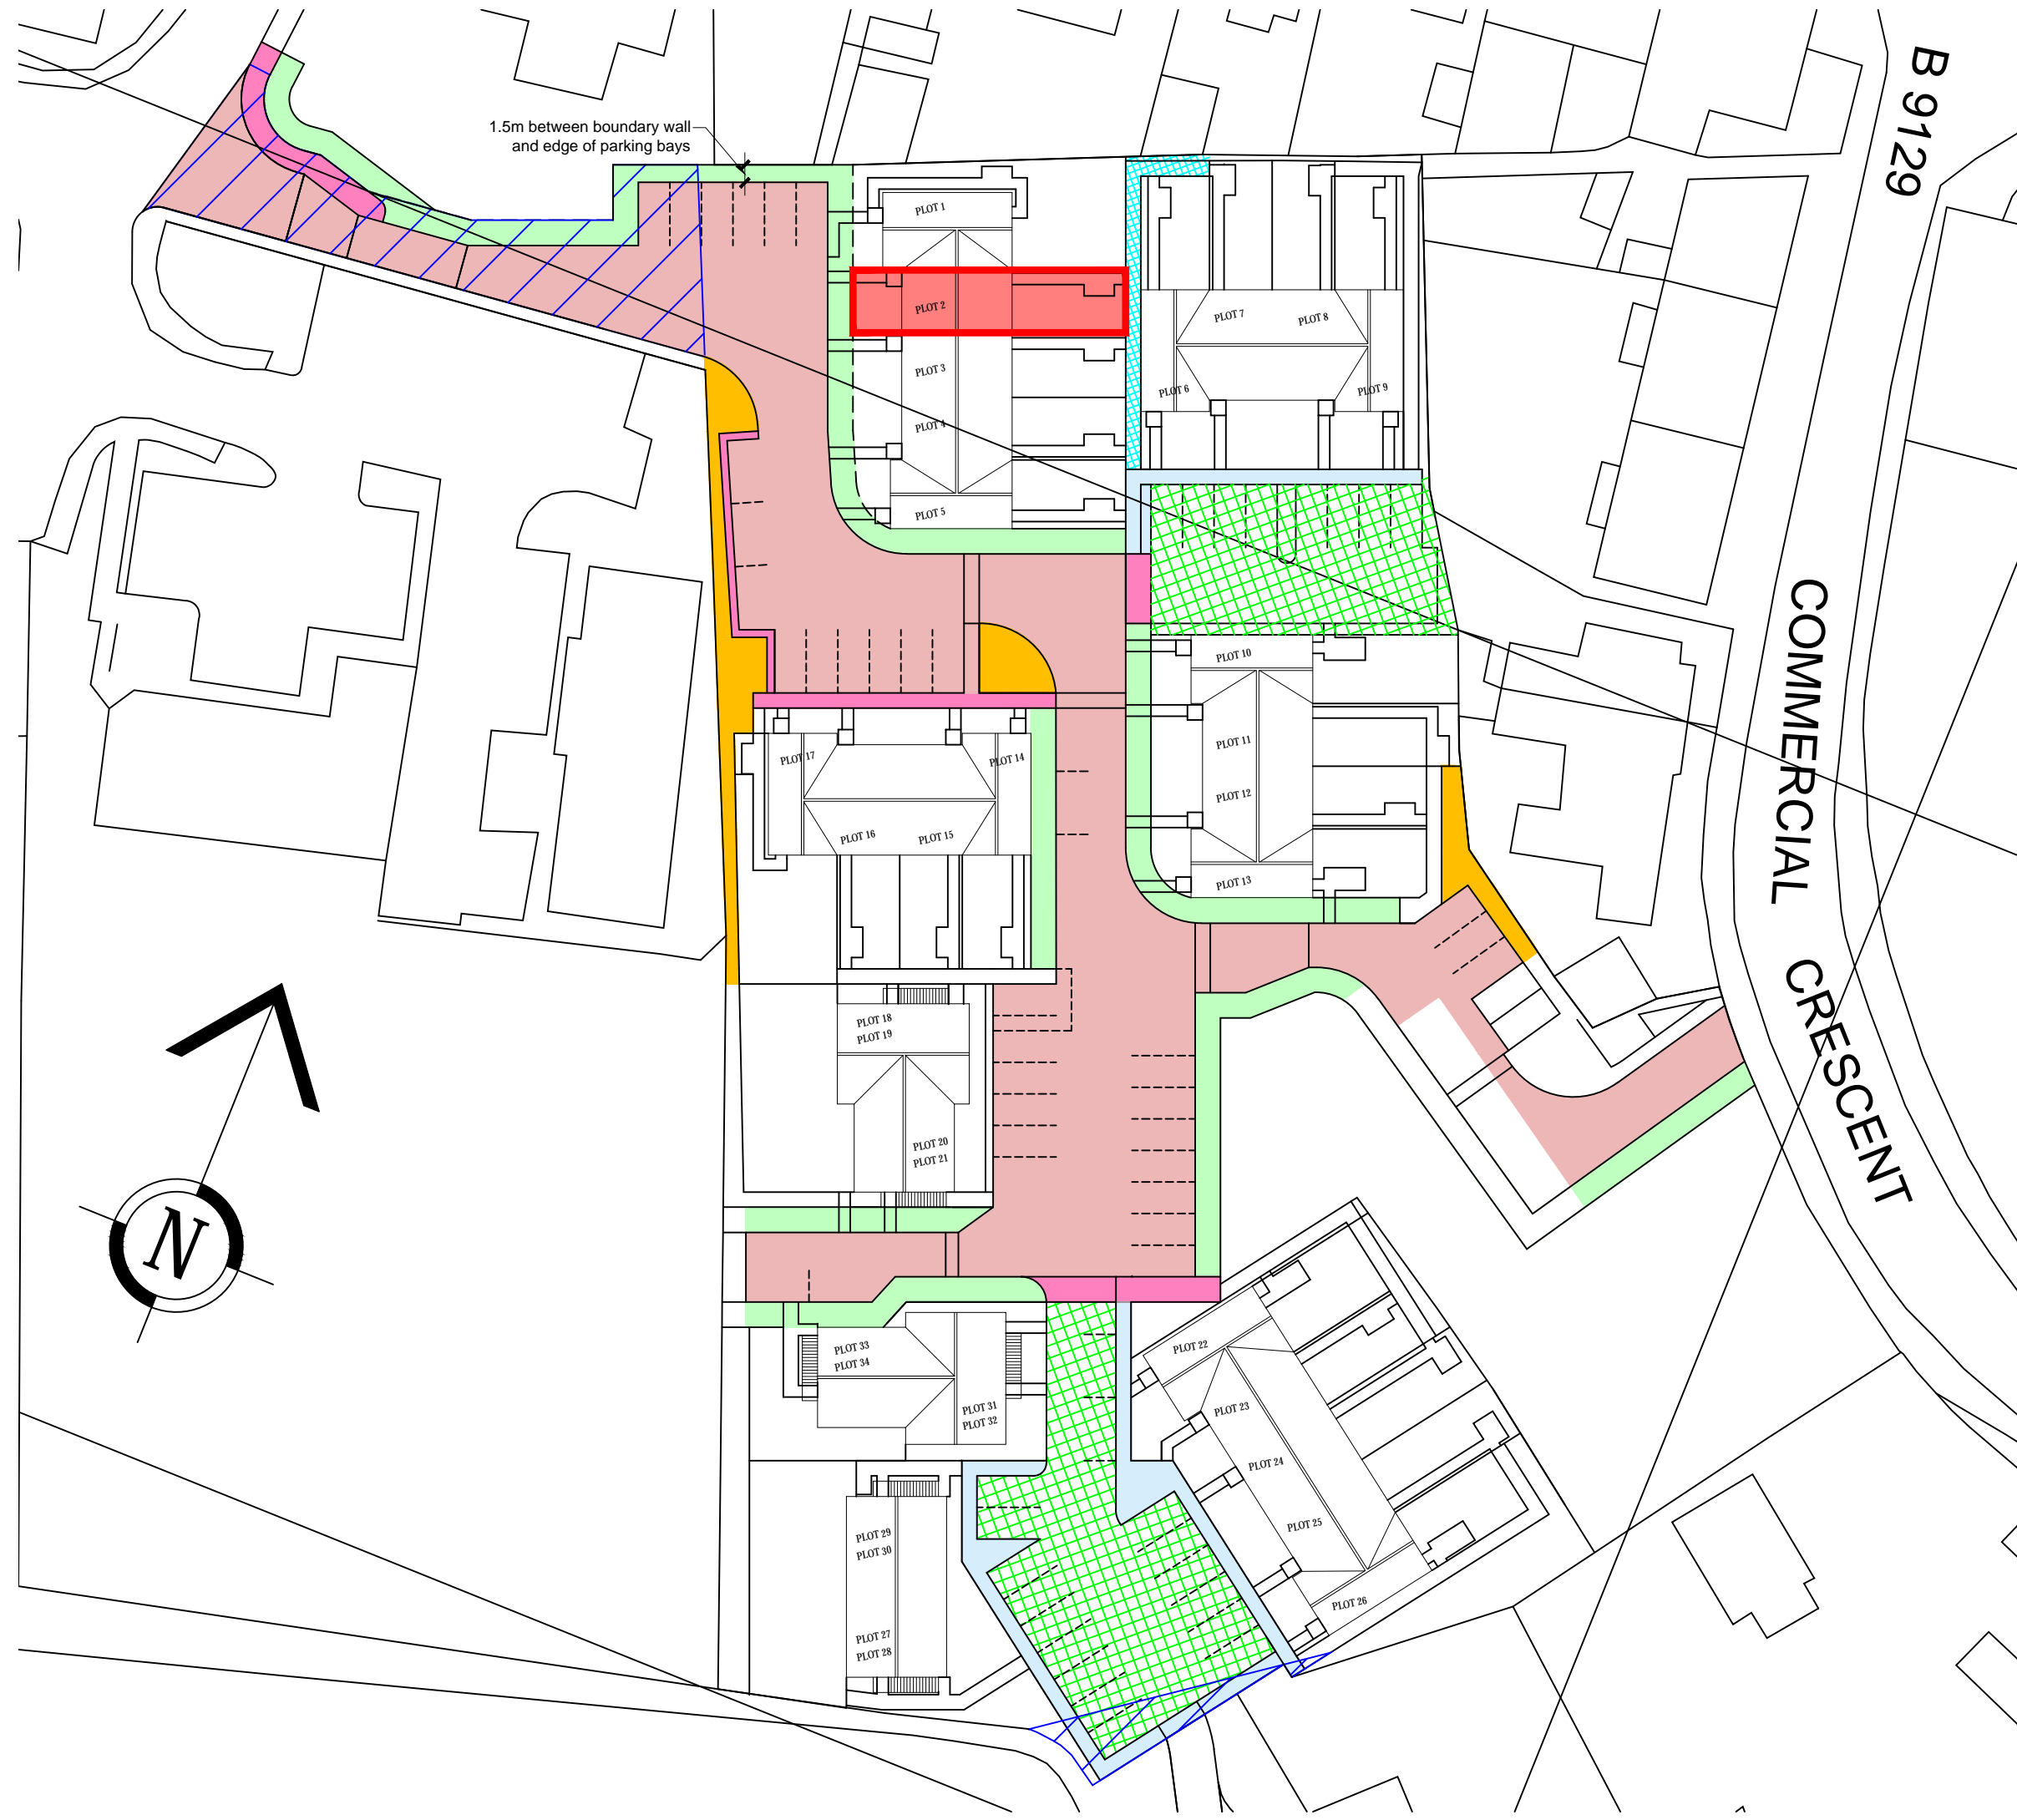 B 9129
1.5m between boundary wall
and edge of parking bays
PLOT 1
PLOT 2
PLOT 3
PLOT 4
PLOT 5
PLOT 7
PLOT 8
PLOT 6
PLOT 9
COMMERCIAL
CRESCENT
PLOT 10
PLOT 11
PLOT 12
PLOT 13
PLOT 17
PLOT 14
PLOT 16
PLOT 15
PLOT 18
PLOT 19
PLOT 20
PLOT 21
N
PLOT 22
PLOT 23
PLOT 24
PLOT 25
PLOT 26
PLOT 33
PLOT 34
PLOT 31
PLOT 32
PLOT 29
PLOT 30
PLOT 27
PLOT 28